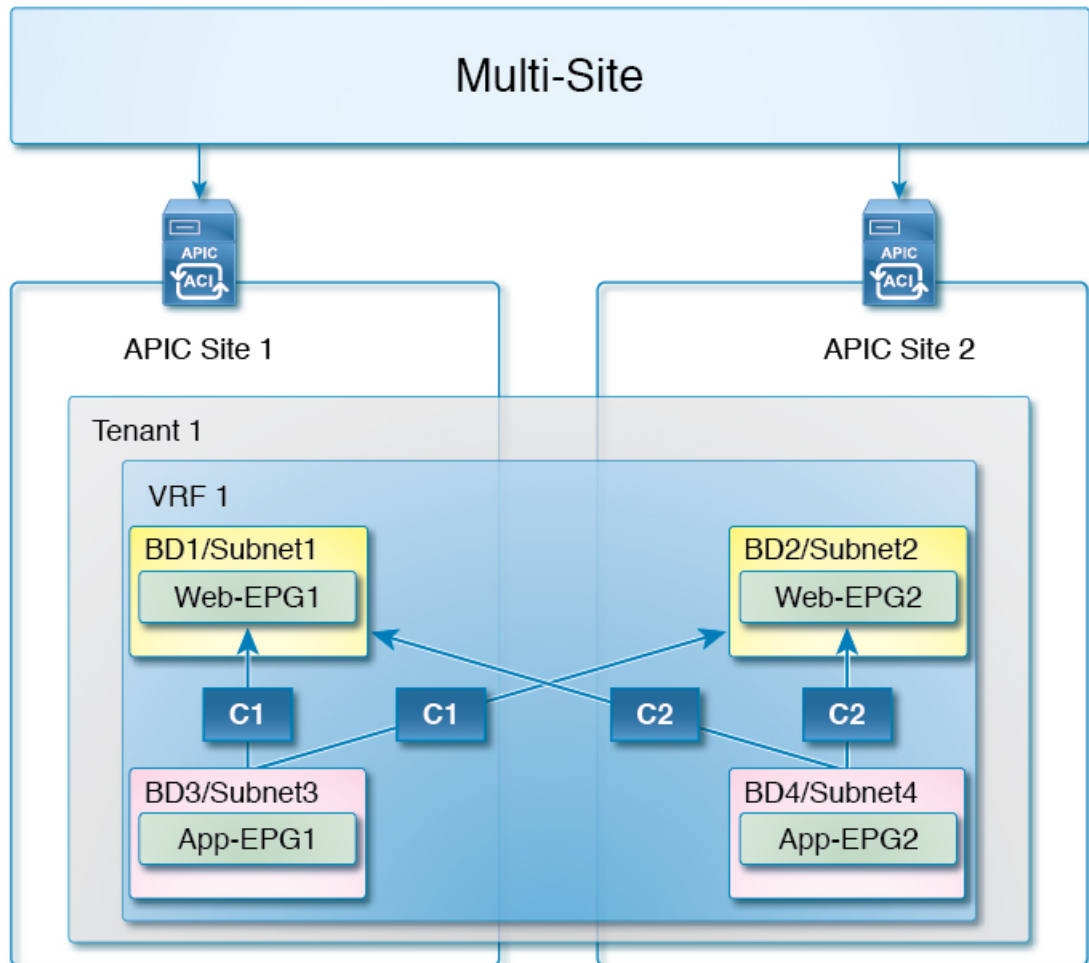 Multi-Site
APIC
ACI
APIC
ACI
APIC Site 1
APIC Site 2
Tenant 1
VRF 1
BD1/Subnet1
Web-EPG1
BD2/Subnet2
Web-EPG2
C1
C1
C2
C2
BD3/Subnet3
App-EPG1
BD4/Subnet4
App-EPG2